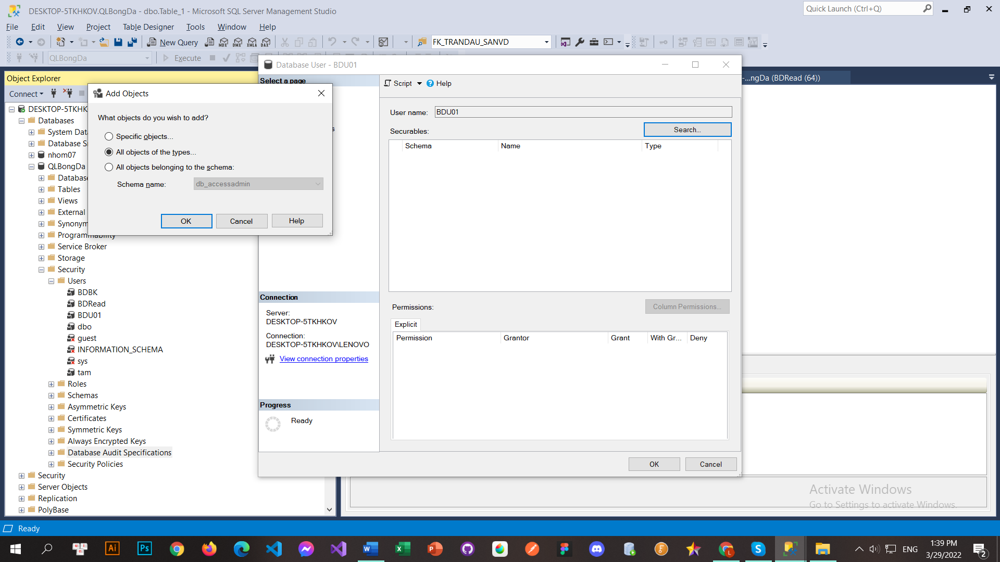 DESKTOP-5TKHKOV.QLBongDa - dbo.Table_1 - Microsoft SQL Server Management Studio
Quick Launch (Ctrl+Q)
File Edit View Project Table Designer Tools Window Help
New Query MDX DMX XMLA DAX FK_TRANDAU_SANVD
QLBongDa Execute
Object Explorer
Connect
DESKTOP-5TKHK
Databases
System Dat
Database S
nhom07
QLBongDa
Database
Tables
Views
External
Synonym
Programmability
Service Broker
Storage
Security
Users
BDBK
BDRead
BDU01
dbo
guest
INFORMATION_SCHEMA
sys
tam
Roles
Schemas
Asymmetric Keys
Certificates
Symmetric Keys
Always Encrypted Keys
Database Audit Specifications
Security Policies
Security
Server Objects
Replication
PolyBase
Add Objects
What objects do you wish to add?
Specific objects...
All objects of the types...
All objects belonging to the schema:
Schema name: db_accessadmin
OK Cancel Help
Database User - BDU01
Select a page
s
Script Help
User name: BDU01
Securables: Search...
Schema Name Type
Permissions: Column Permissions...
Explicit
Permission Grantor Grant With Gr... Deny
Connection
Server:
DESKTOP-5TKHKOV
Connection:
DESKTOP-5TKHKOV\LENOVO
View connection properties
Progress
Ready
OK Cancel
-...ngDa (BDRead (64))
Activate Windows
Go to Settings to activate Windows.
Ready
Ai Ps L ENG
1:39 PM
3/29/2022
2